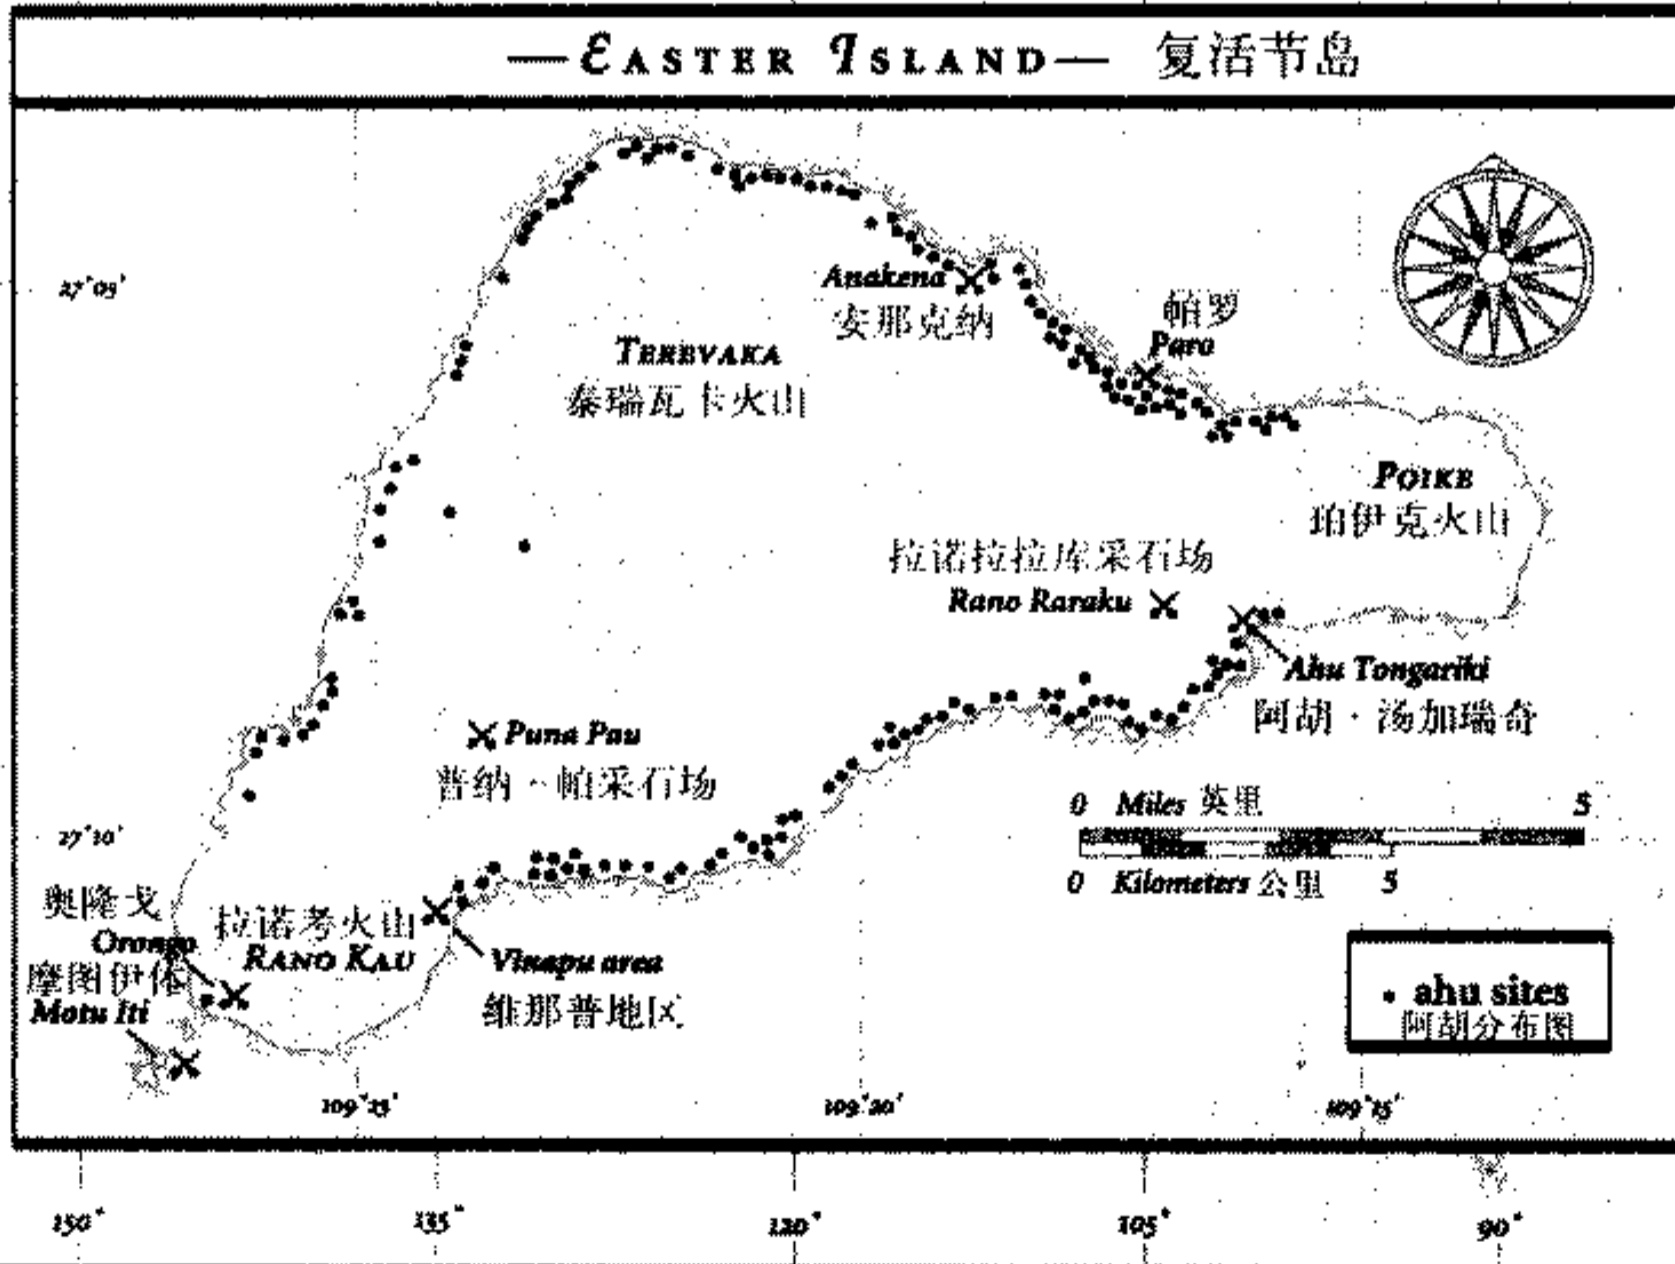 EASTER ISLAND 复活节岛
27°05'
Anakena
安那克纳
帕罗
Paro
TEREVAKA
泰瑞瓦卡火山
POIKE
珀伊克火山
拉诺拉拉库采石场
Rano Raraku
Ahu Tongariki
阿胡·汤加瑞奇
Puna Pau
普纳·帕采石场
0 Miles 英里 5
0 Kilometers 公里 5
27°10'
奥隆戈
Orongo
拉诺考火山
RANO KAU
Vinapu area
维那普地区
摩图伊体
Motu Iti
ahu sites
阿胡分布图
109°25' 109°20' 109°15'
150° 135° 120° 105° 90°